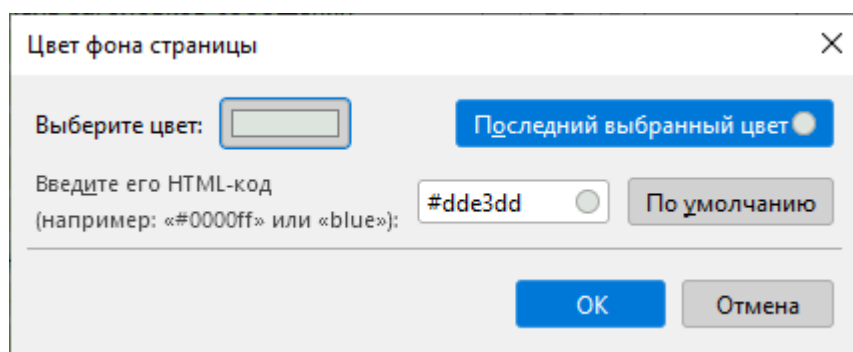 Цвет фона страницы
Выберите цвет:
Последний выбранный цвет
Введите его HTML-код
(например: «#0000ff» или «blue»):
#dde3dd
По умолчанию
OK
Отмена